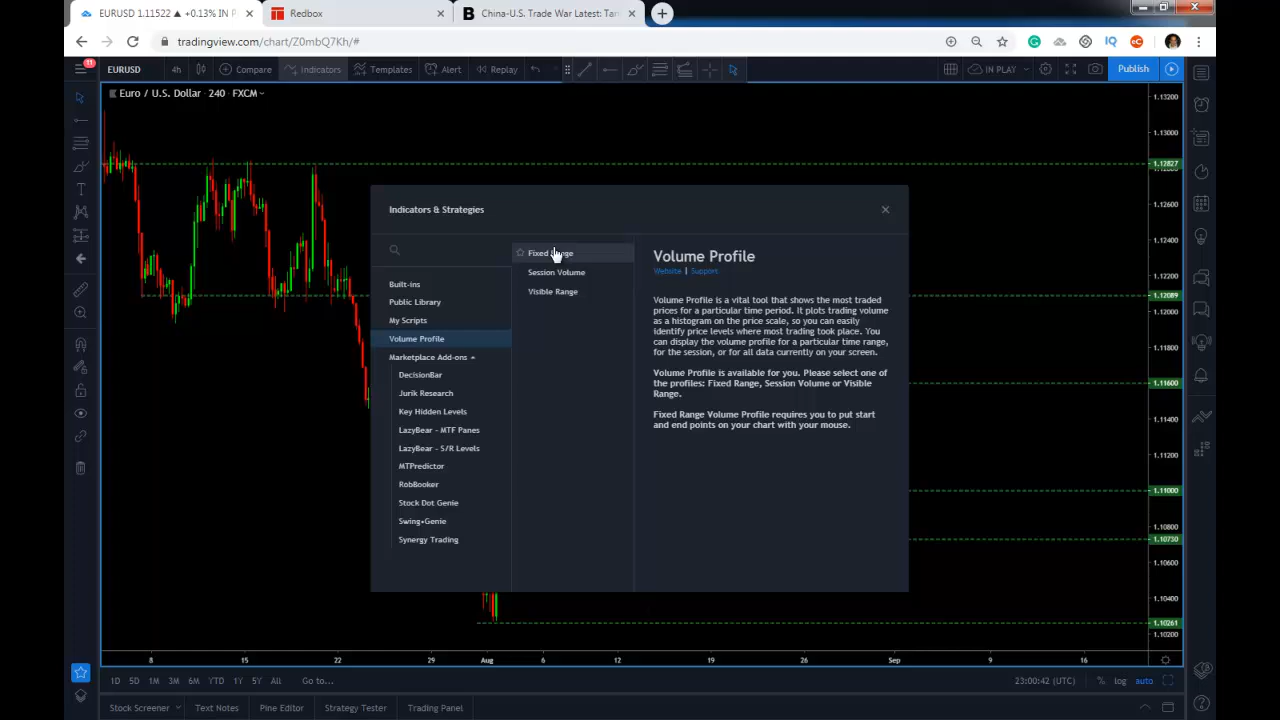 EURUSD 1.11522 ▲ +0.13% IN P
Redbox
China-U.S. Trade War Latest: Tar
tradingview.com/chart/Z0mbQ7Kh/#
11
EURUSD
4h
Compare
Indicators
Templates
Alert
Replay
IN PLAY
Publish
Euro / U.S. Dollar · 240 · FXCM
1.13200
1.13000
1.12827
1.12600
1.12400
1.12200
1.12089
1.12000
1.11800
1.11600
1.11400
1.11200
1.11000
1.10800
1.10730
1.10400
1.10261
1.10200
Indicators & Strategies
Built-ins
Public Library
My Scripts
Volume Profile
Marketplace Add-ons
DecisionBar
Jurik Research
Key Hidden Levels
LazyBear - MTF Panes
LazyBear - S/R Levels
MTPredictor
RobBooker
Stock Dot Genie
Swing+Genie
Synergy Trading
Fixed Range
Session Volume
Visible Range
Volume Profile
Website | Support
Volume Profile is a vital tool that shows the most traded
prices for a particular time period. It plots trading volume
as a histogram on the price scale, so you can easily
identify price levels where most trading took place. You
can display the volume profile for a particular time range,
for the session, or for all data currently on your screen.
Volume Profile is available for you. Please select one of
the profiles: Fixed Range, Session Volume or Visible
Range.
Fixed Range Volume Profile requires you to put start
and end points on your chart with your mouse.
8
15
22
29
Aug
6
12
19
26
Sep
9
16
1D 5D 1M 3M 6M YTD 1Y 5Y All Go to...
23:00:42 (UTC) % log auto
Stock Screener
Text Notes
Pine Editor
Strategy Tester
Trading Panel